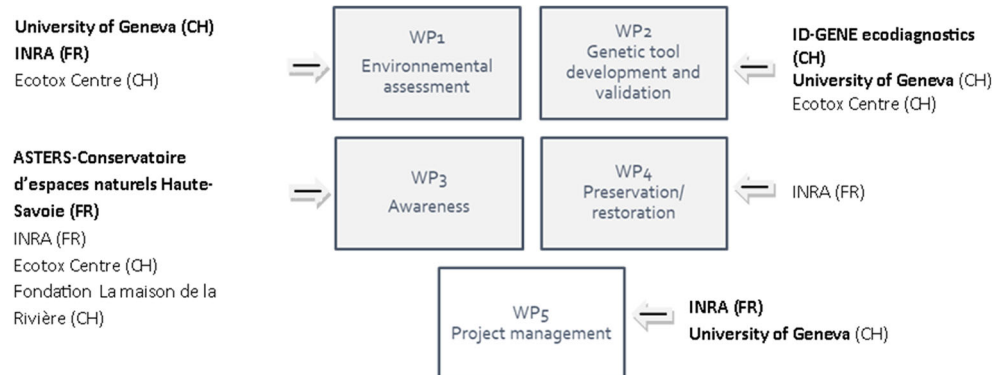 University of Geneva (CH)
INRA (FR)
Ecotox Centre (CH)
WP1
Environnemental
assessment
WP2
Genetic tool
development and
validation
ID-GENE ecodiagnostics
(CH)
University of Geneva (CH)
Ecotox Centre (CH)
ASTERS-Conservatoire
d'espaces naturels Haute-
Savoie (FR)
INRA (FR)
Ecotox Centre (CH)
Fondation La maison de la
Rivière (CH)
WP3
Awareness
WP4
Preservation/
restoration
INRA (FR)
WP5
Project management
INRA (FR)
University of Geneva (CH)